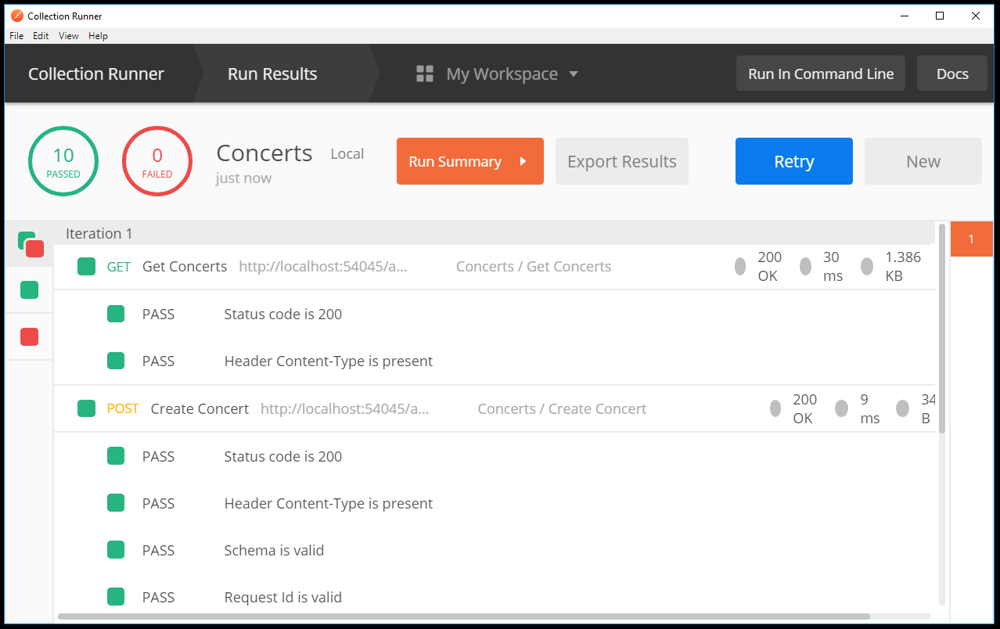 Collection Runner
File Edit View Help
Collection Runner Run Results My Workspace Run In Command Line Docs
10 PASSED 0 FAILED Concerts Local just now Run Summary Export Results Retry New
Iteration 1
1
GET Get Concerts http://localhost:54045/a... Concerts / Get Concerts 200 OK 30 ms 1.386 KB
PASS Status code is 200
PASS Header Content-Type is present
POST Create Concert http://localhost:54045/a... Concerts / Create Concert 200 OK 9 ms 34 B
PASS Status code is 200
PASS Header Content-Type is present
PASS Schema is valid
PASS Request Id is valid